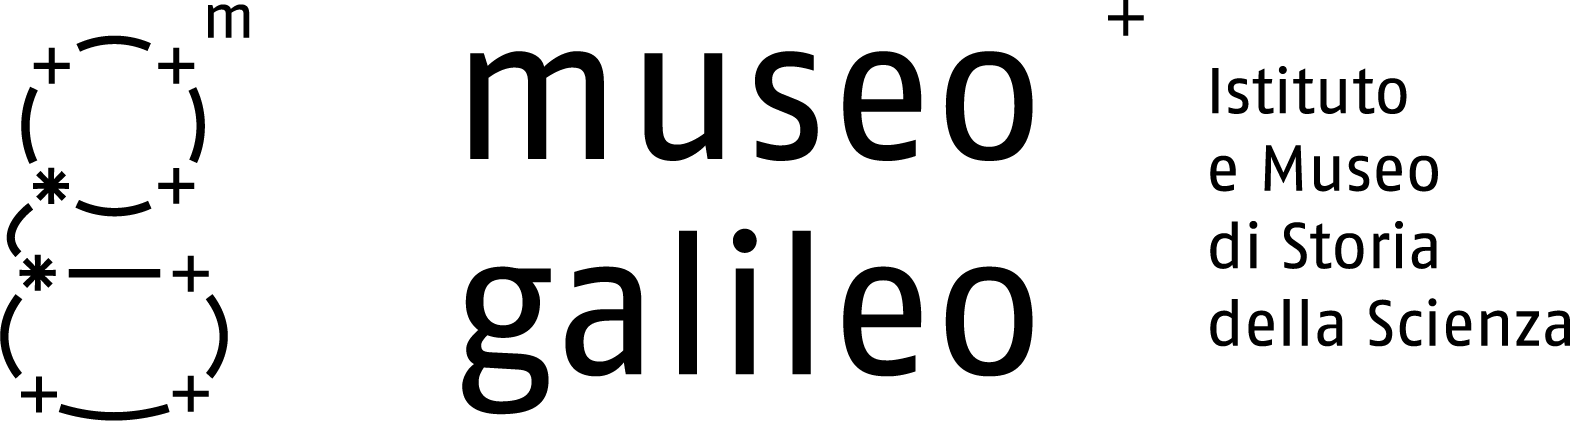 m
museo
galileo
+
Istituto
e Museo
di Storia
della Scienza